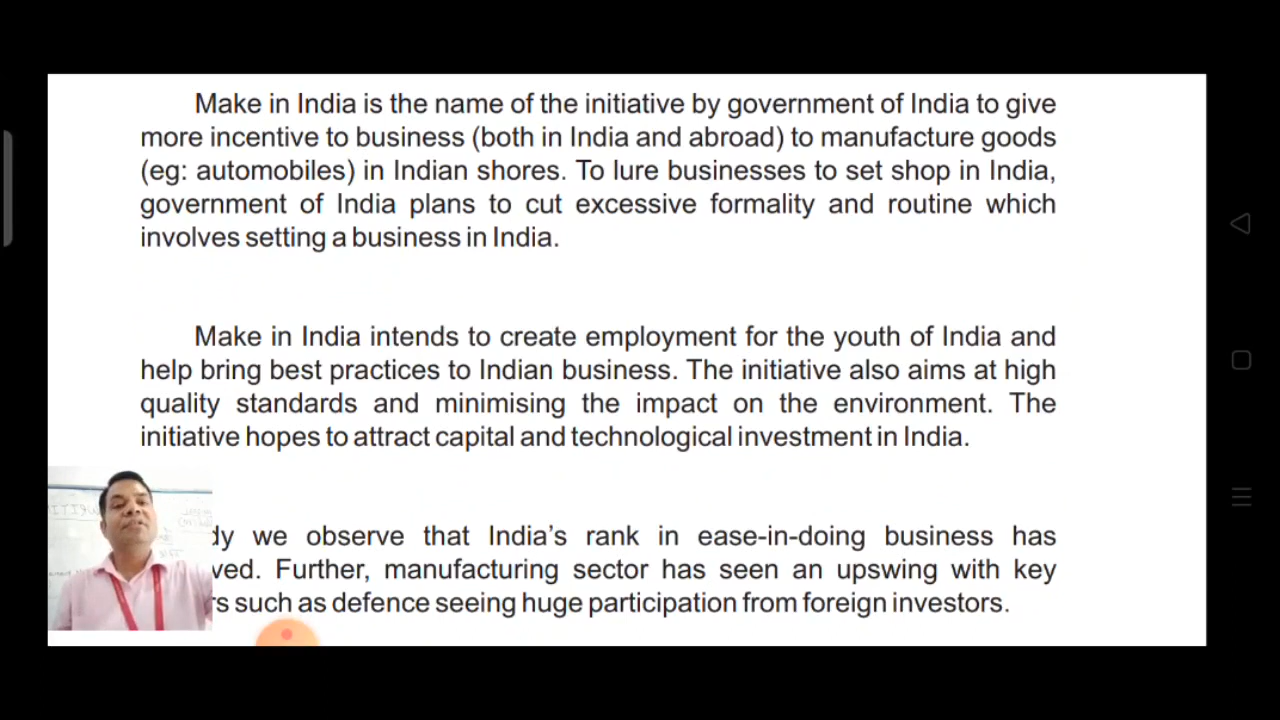 Make in India is the name of the initiative by government of India to give
more incentive to business (both in India and abroad) to manufacture goods
(eg: automobiles) in Indian shores. To lure businesses to set shop in India,
government of India plans to cut excessive formality and routine which
involves setting a business in India.
Make in India intends to create employment for the youth of India and
help bring best practices to Indian business. The initiative also aims at high
quality standards and minimising the impact on the environment. The
initiative hopes to attract capital and technological investment in India.
we observe that India's rank in ease-in-doing business has
Further, manufacturing sector has seen an upswing with key
such as defence seeing huge participation from foreign investors.